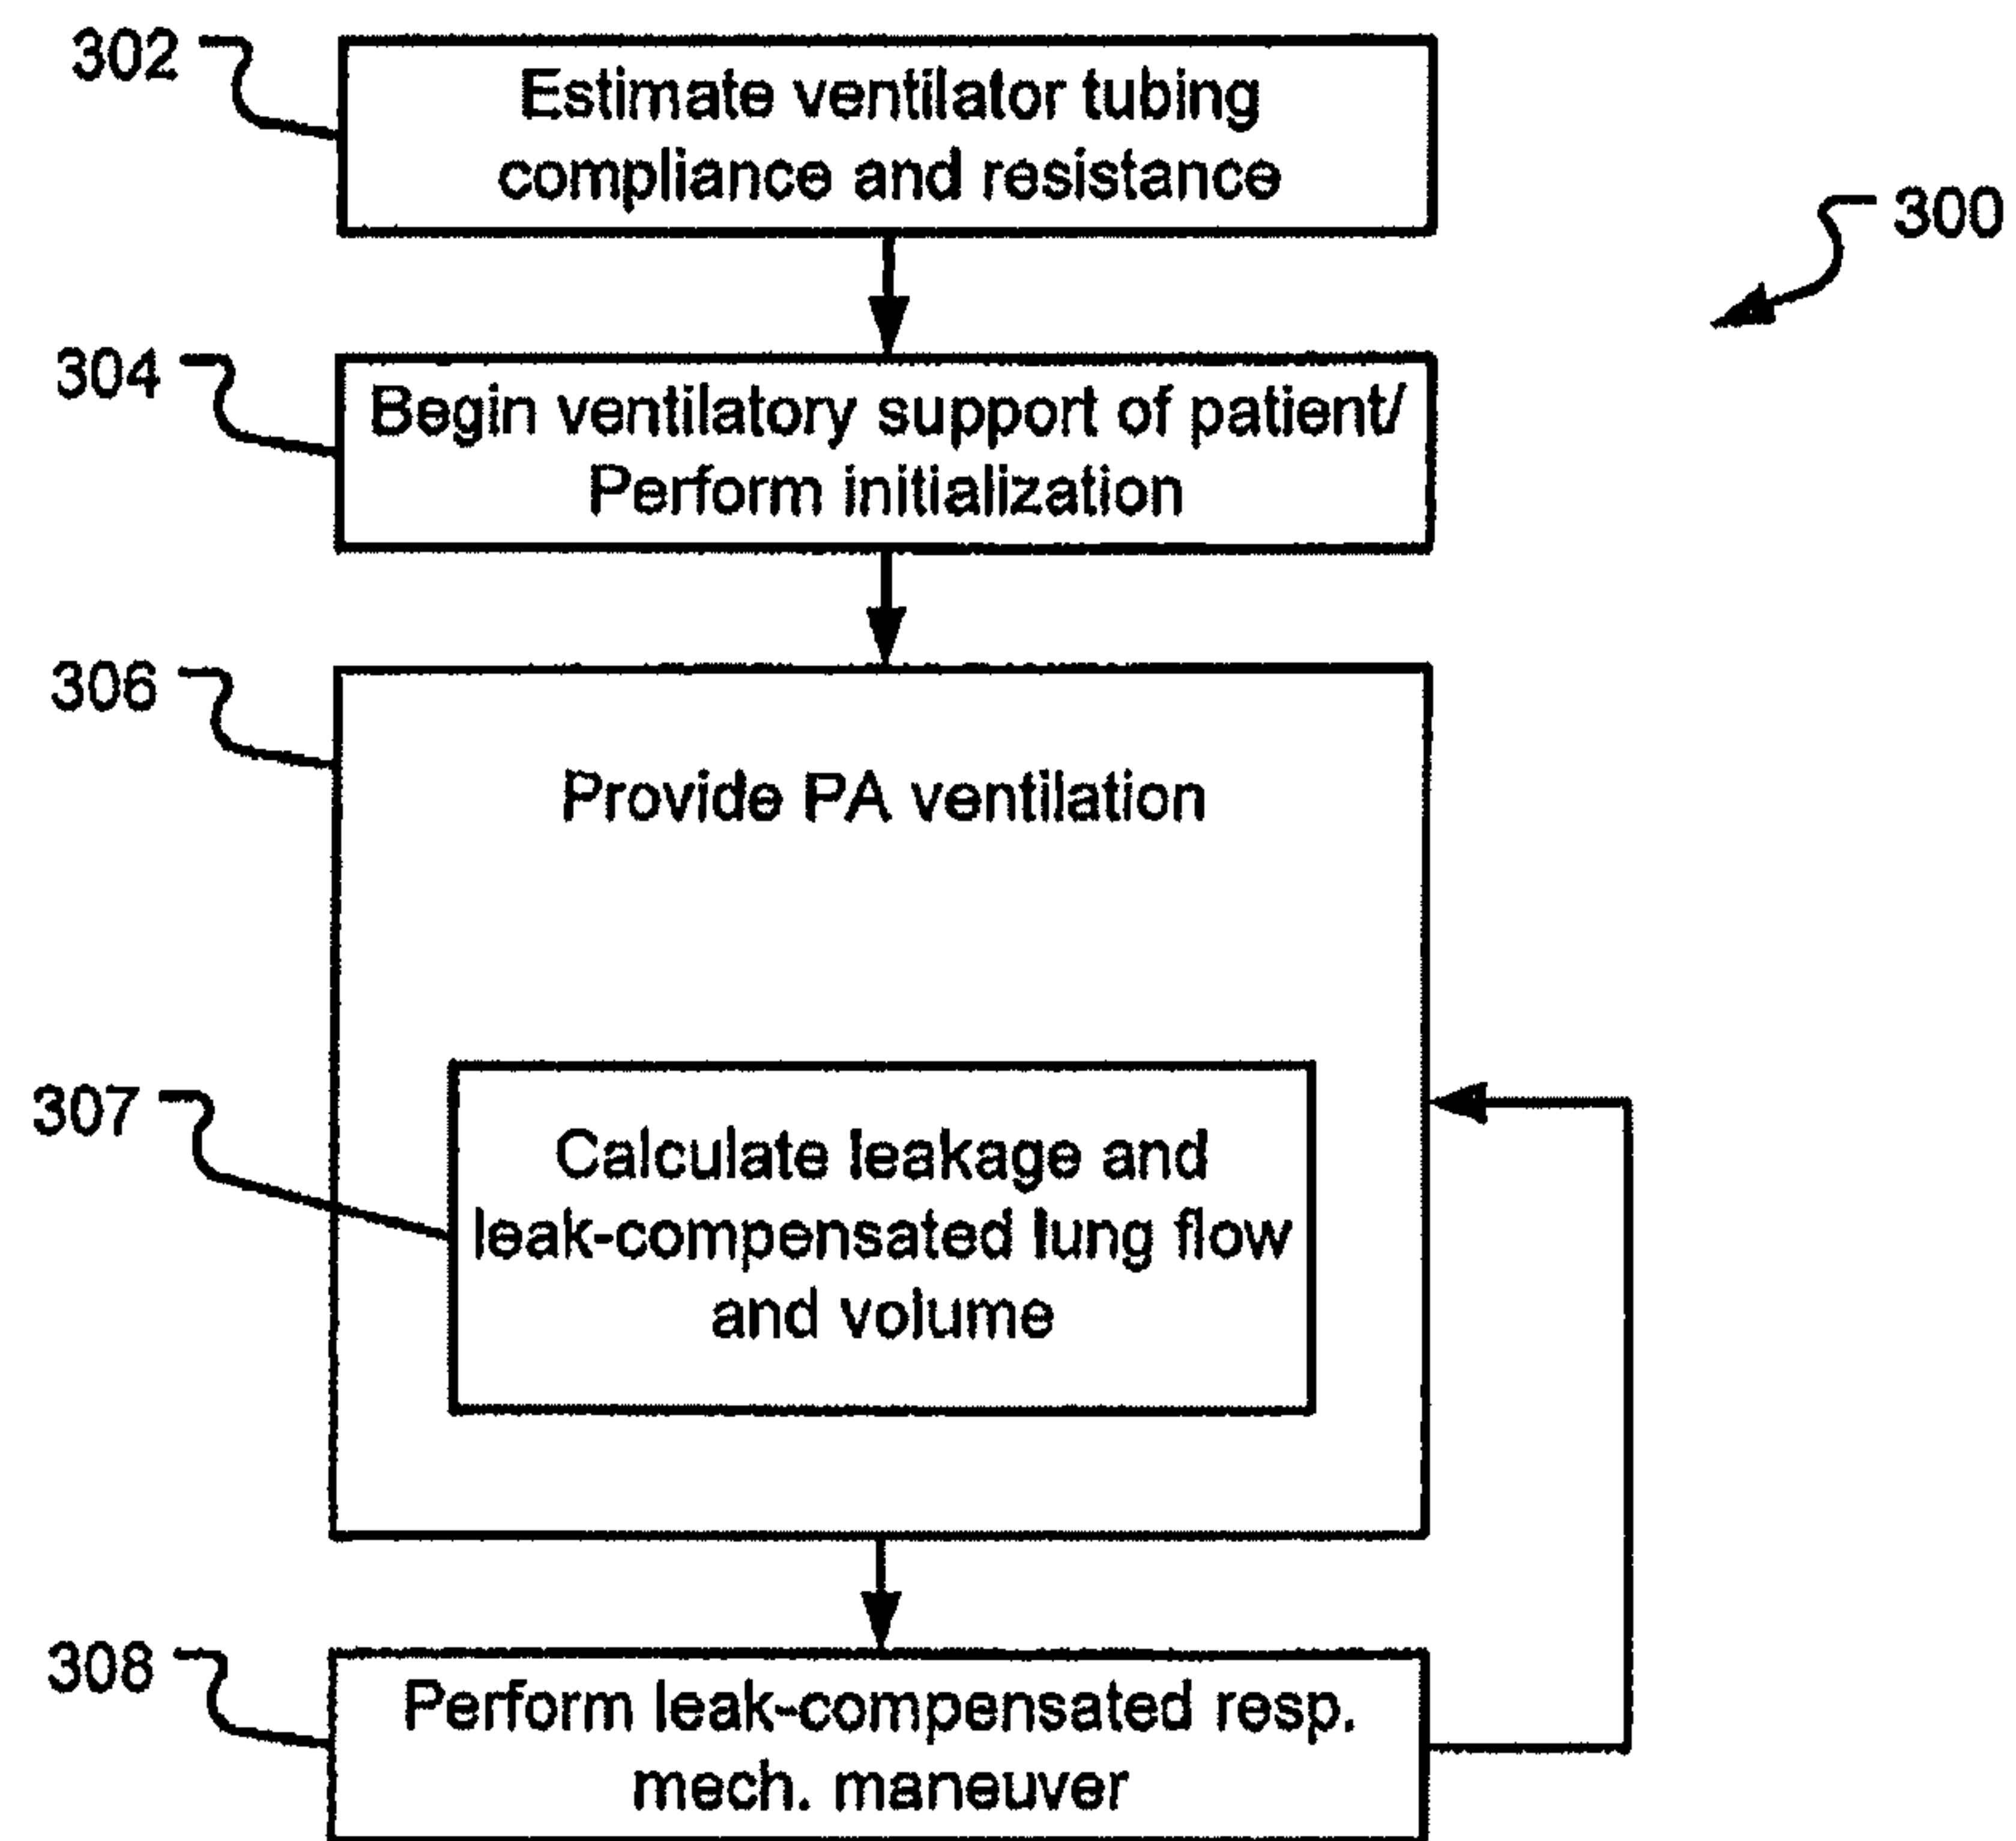 302
Estimate ventilator tubing
compliance and resistance
300
304
Begin ventilatory support of patient/
Perform initialization
306
Provide PA ventilation
307
Calculate leakage and
leak-compensated lung flow
and volume
308
Perform leak-compensated resp.
mech. maneuver